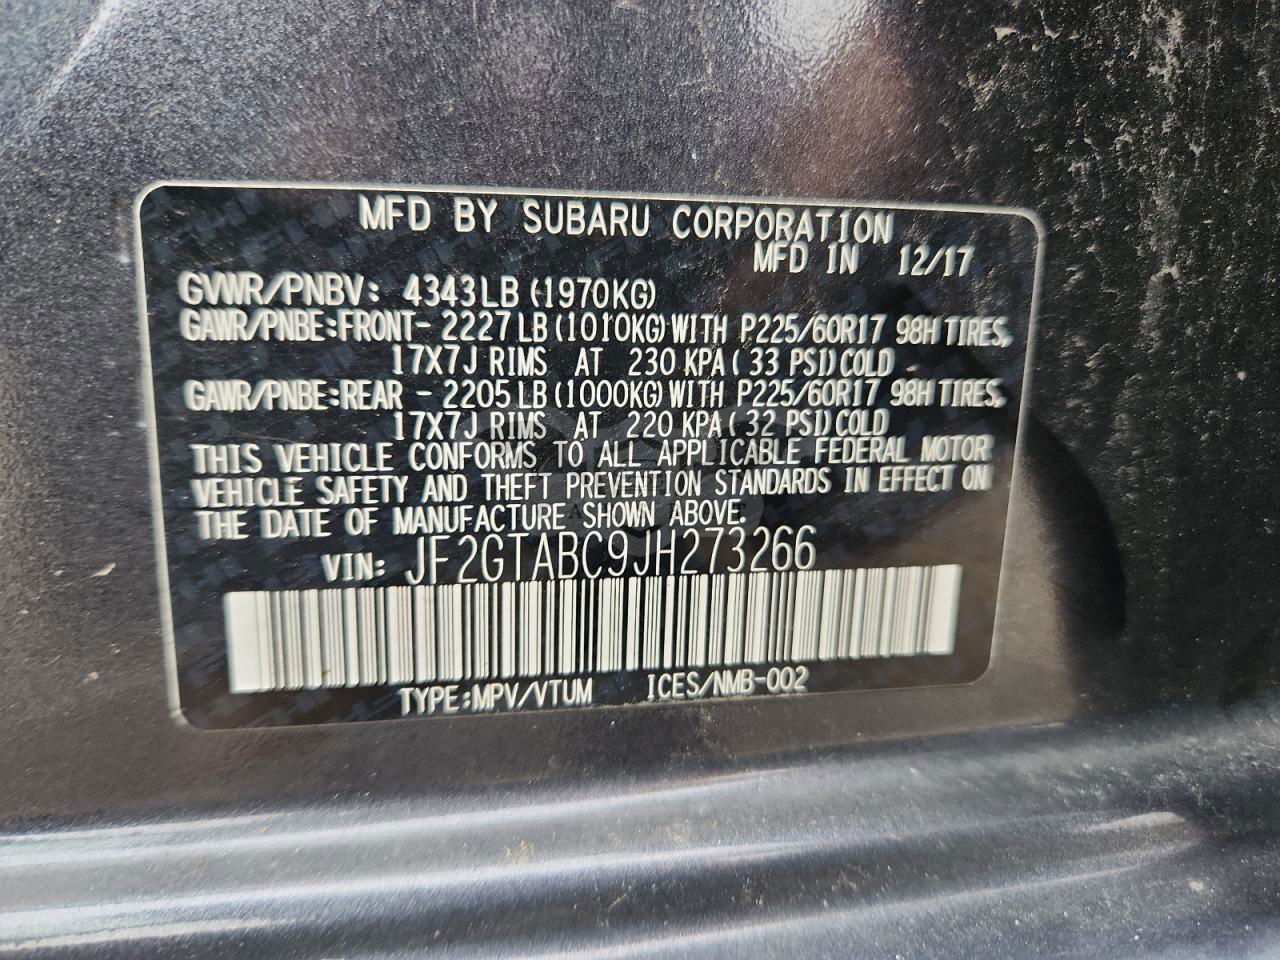 MFD BY SUBARU CORPORATION
MFD IN 12/17
GVWR/PNBV: 4343LB (1970KG)
GAWR/PNBE:FRONT- 2227 LB (1010KG) WITH P225/60R17 98H TIRES,
17X7J RIMS AT 230 KPA ( 33 PSI) COLD
GAWR/PNBE:REAR - 2205 LB (1000KG) WITH P225/60R17 98H TIRES,
17X7J RIMS AT 220 KPA ( 32 PSI) COLD
THIS VEHICLE CONFORMS TO ALL APPLICABLE FEDERAL MOTOR
VEHICLE SAFETY AND THEFT PREVENTION STANDARDS IN EFFECT ON
THE DATE OF MANUFACTURE SHOWN ABOVE.
VIN: JF2GTABC9JH273266
TYPE:MPV/VTUM ICES/NMB-002